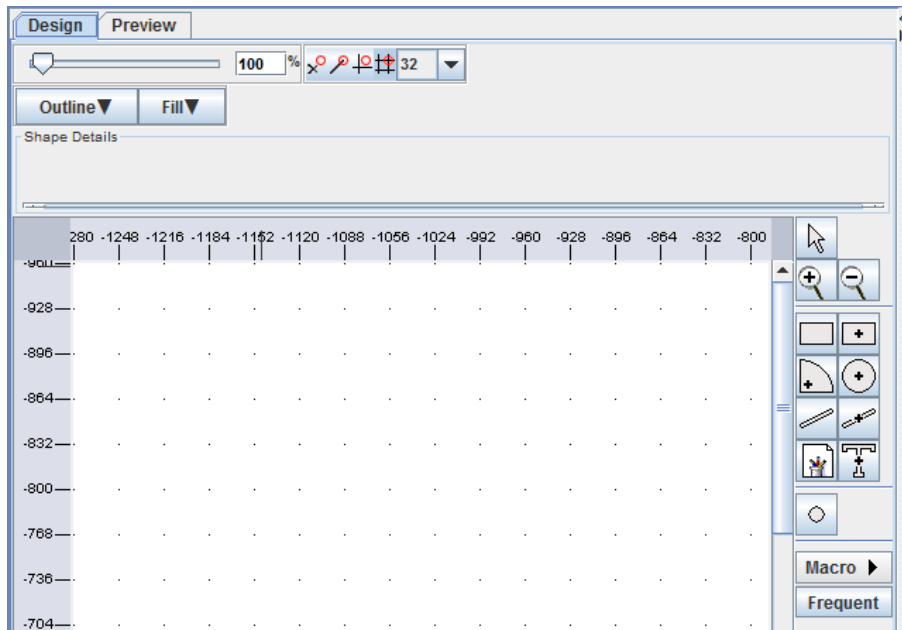 Design Preview
100 % 32
Outline▼ Fill▼
Shape Details
280 -1248 -1216 -1184 -1152 -1120 -1088 -1056 -1024 -992 -960 -928 -896 -864 -832 -800
-960
-928
-896
-864
-832
-800
-768
-736
-704
Macro ▶
Frequent